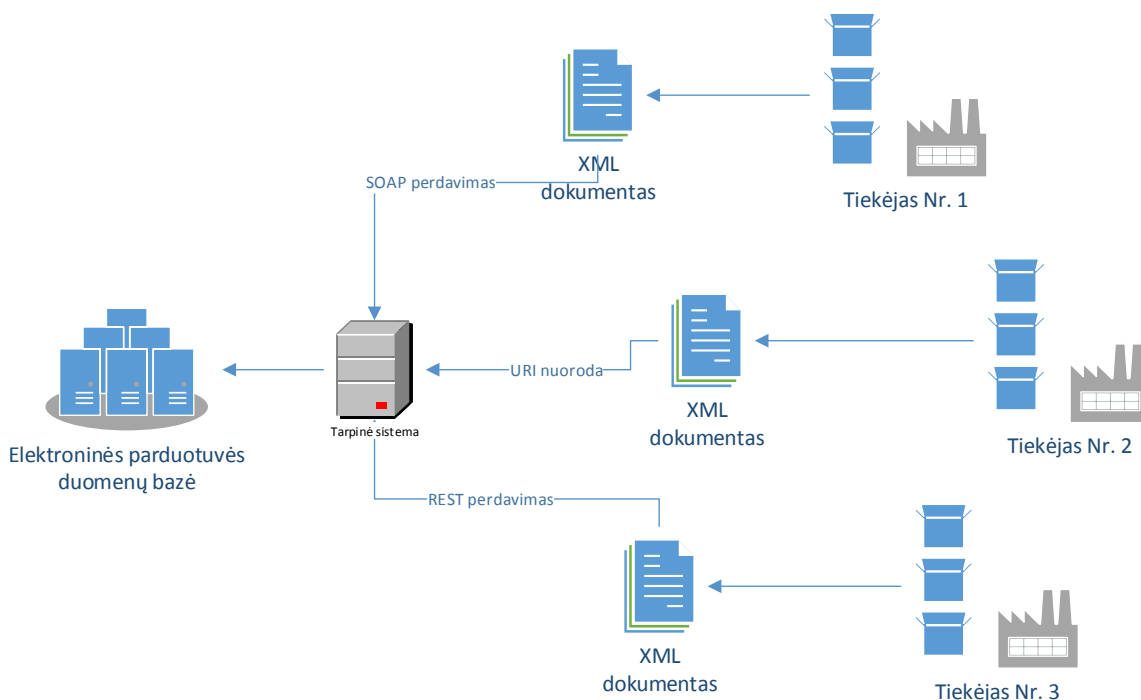 XML
dokumentas
SOAP perdavimas
Tiekėjas Nr. 1
URI nuoroda
XML
dokumentas
Tiekėjas Nr. 2
Tarpinė sistema
Elektroninės parduotuvės
duomenų bazė
REST perdavimas
XML
dokumentas
Tiekėjas Nr. 3